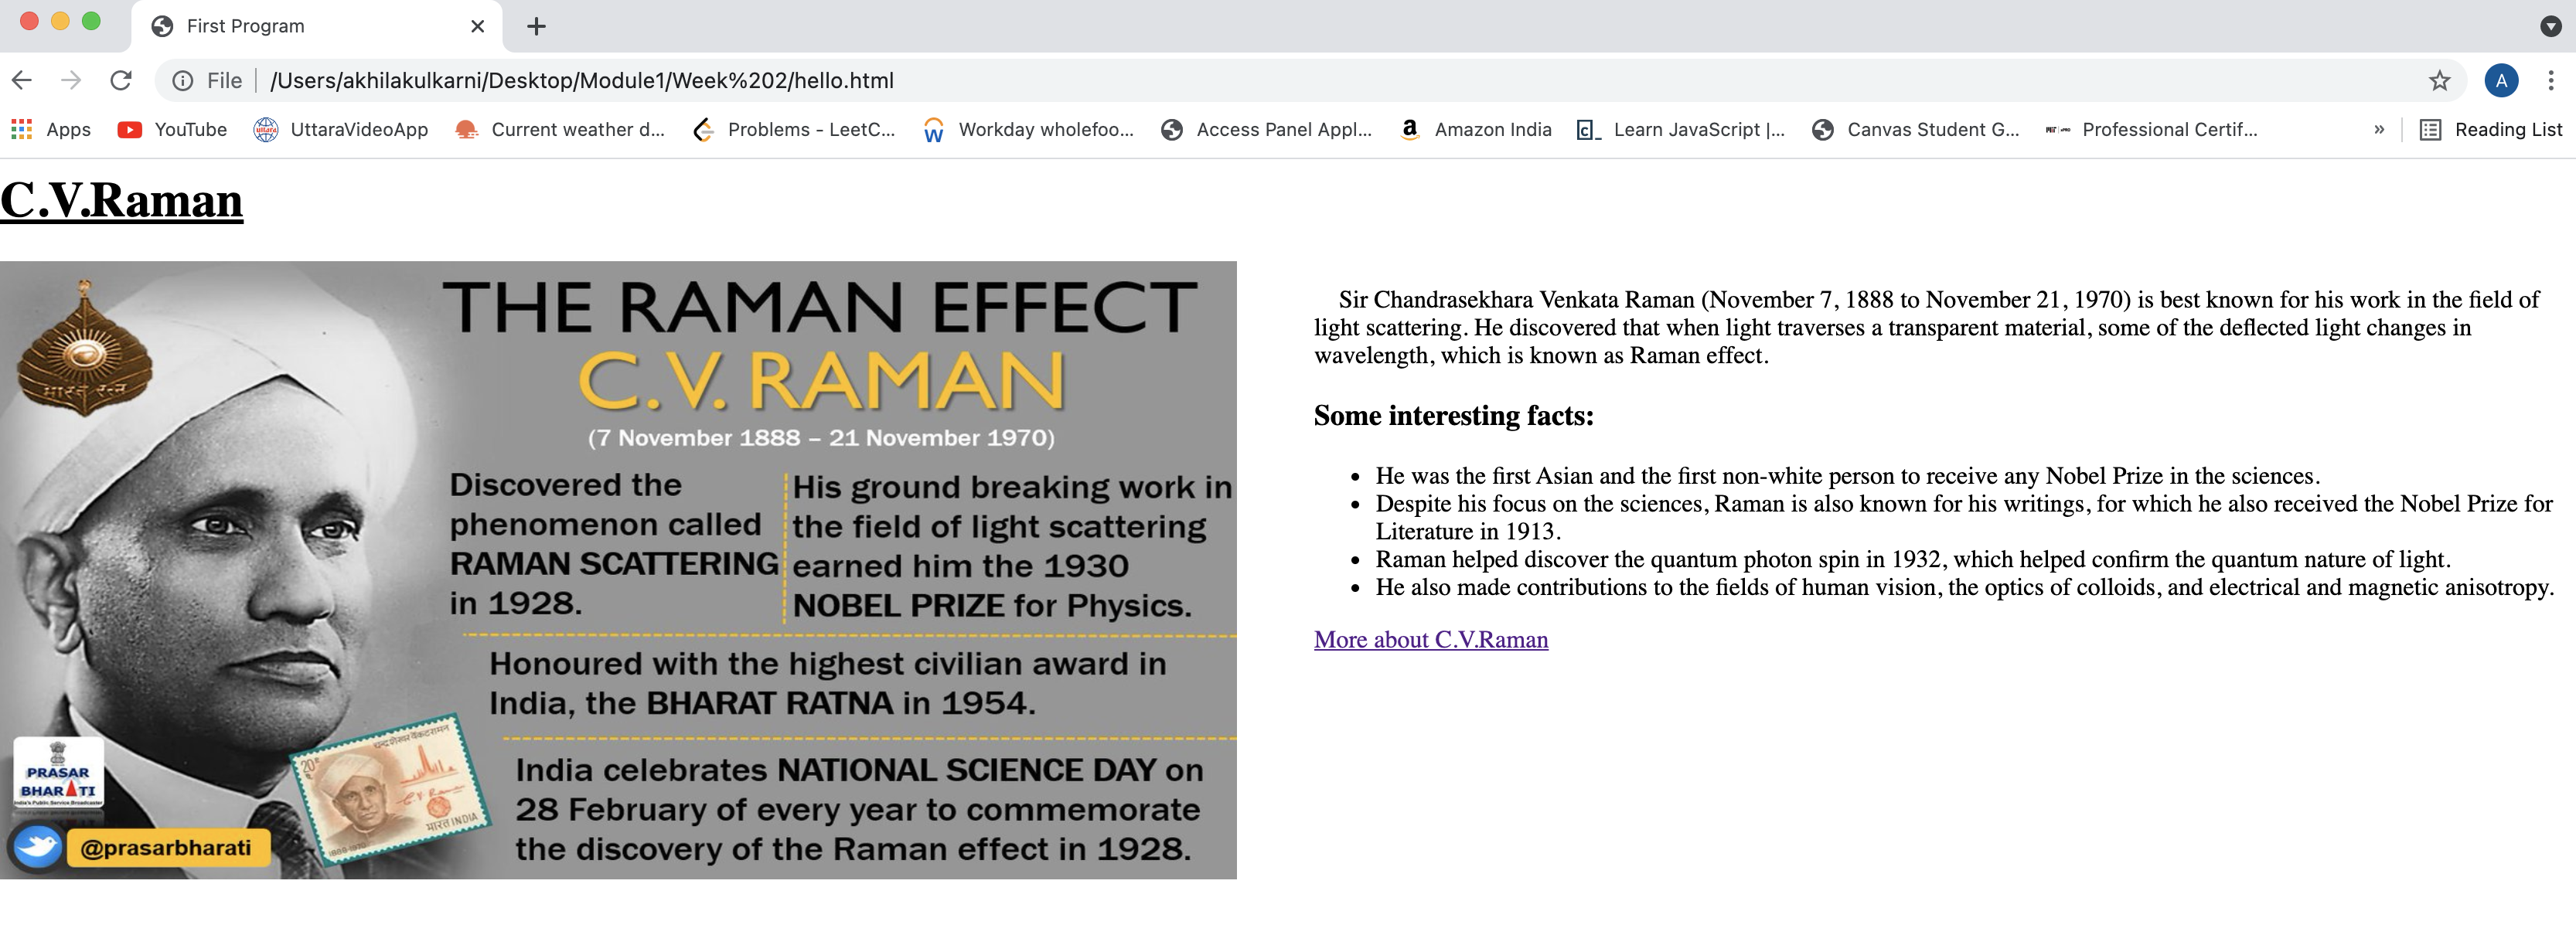 First Program
File
/Users/akhilakulkarni/Desktop/Module1/Week%202/hello.html
A
Apps
YouTube
UttaraVideoApp
Current weather d...
Problems - LeetC...
Workday wholefoo...
Access Panel Appl...
Amazon India
Learn JavaScript |...
Canvas Student G...
Professional Certif...
»
Reading List
C.V.Raman
THE RAMAN EFFECT
C.V. RAMAN
(7 November 1888 – 21 November 1970)
Discovered the
phenomenon called
RAMAN SCATTERING
in 1928.
His ground breaking work in
the field of light scattering
earned him the 1930
NOBEL PRIZE for Physics.
Honoured with the highest civilian award in
India, the BHARAT RATNA in 1954.
India celebrates NATIONAL SCIENCE DAY on
28 February of every year to commemorate
the discovery of the Raman effect in 1928.
भारत रत्न
PRASAR
BHARATI
India's Public Service Broadcaster
@prasarbharati
भारत INDIA
Sir Chandrasekhara Venkata Raman (November 7, 1888 to November 21, 1970) is best known for his work in the field of
light scattering. He discovered that when light traverses a transparent material, some of the deflected light changes in
wavelength, which is known as Raman effect.
Some interesting facts:
• He was the first Asian and the first non-white person to receive any Nobel Prize in the sciences.
• Despite his focus on the sciences, Raman is also known for his writings, for which he also received the Nobel Prize for
Literature in 1913.
• Raman helped discover the quantum photon spin in 1932, which helped confirm the quantum nature of light.
• He also made contributions to the fields of human vision, the optics of colloids, and electrical and magnetic anisotropy.
More about C.V.Raman